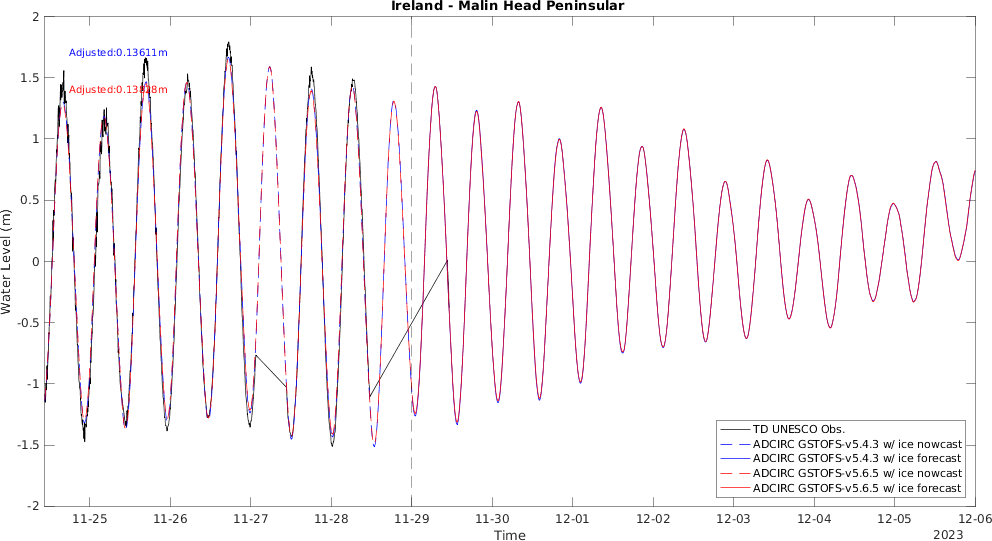 Ireland - Malin Head Peninsular
Water Level (m)
2
1.5
1
0.5
0
-0.5
-1
-1.5
-2
Adjusted:0.13611m
TD UNESCO Obs.
ADCIRC GSTOFS-v5.4.3 w/ ice nowcast
ADCIRC GSTOFS-v5.4.3 w/ ice forecast
ADCIRC GSTOFS-v5.6.5 w/ ice nowcast
ADCIRC GSTOFS-v5.6.5 w/ ice forecast
11-25 11-26 11-27 11-28 11-29 11-30 12-01 12-02 12-03 12-04 12-05 12-06
Time
2023